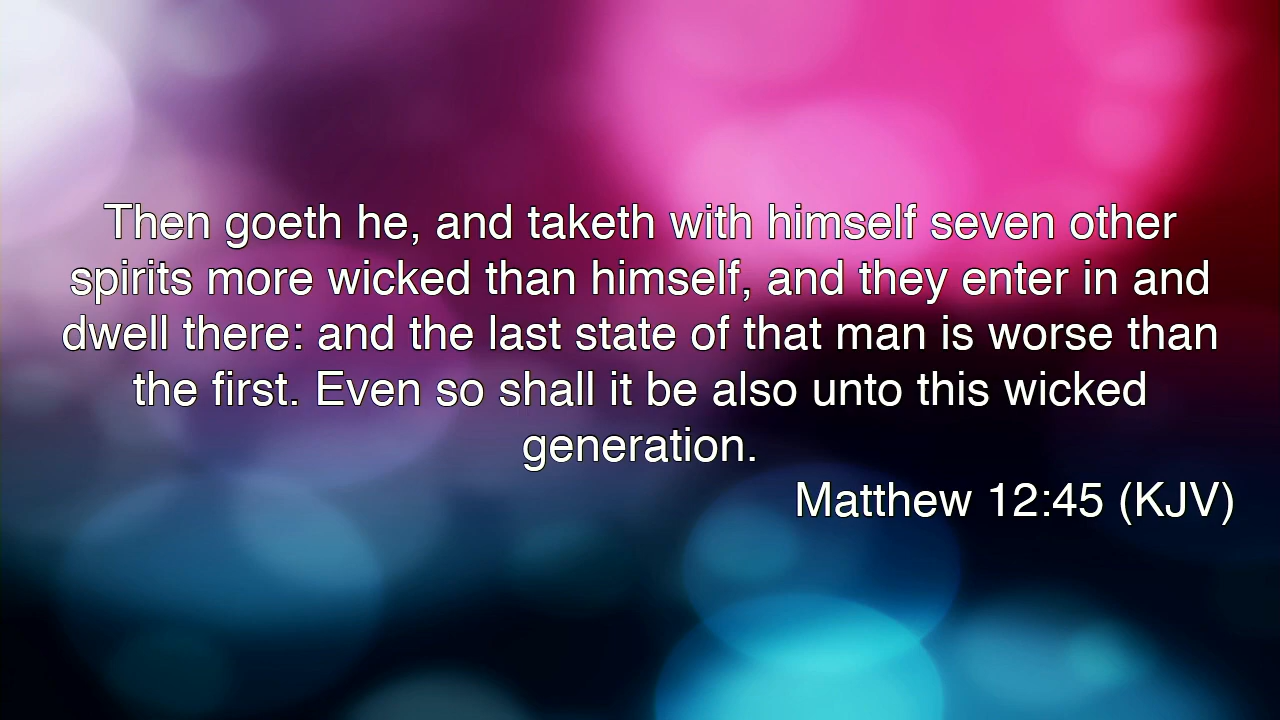 Then goeth he, and taketh with himself seven other
spirits more wicked than himself, and they enter in and
dwell there: and the last state of that man is worse than
the first. Even so shall it be also unto this wicked
generation.
Matthew 12:45 (KJV)